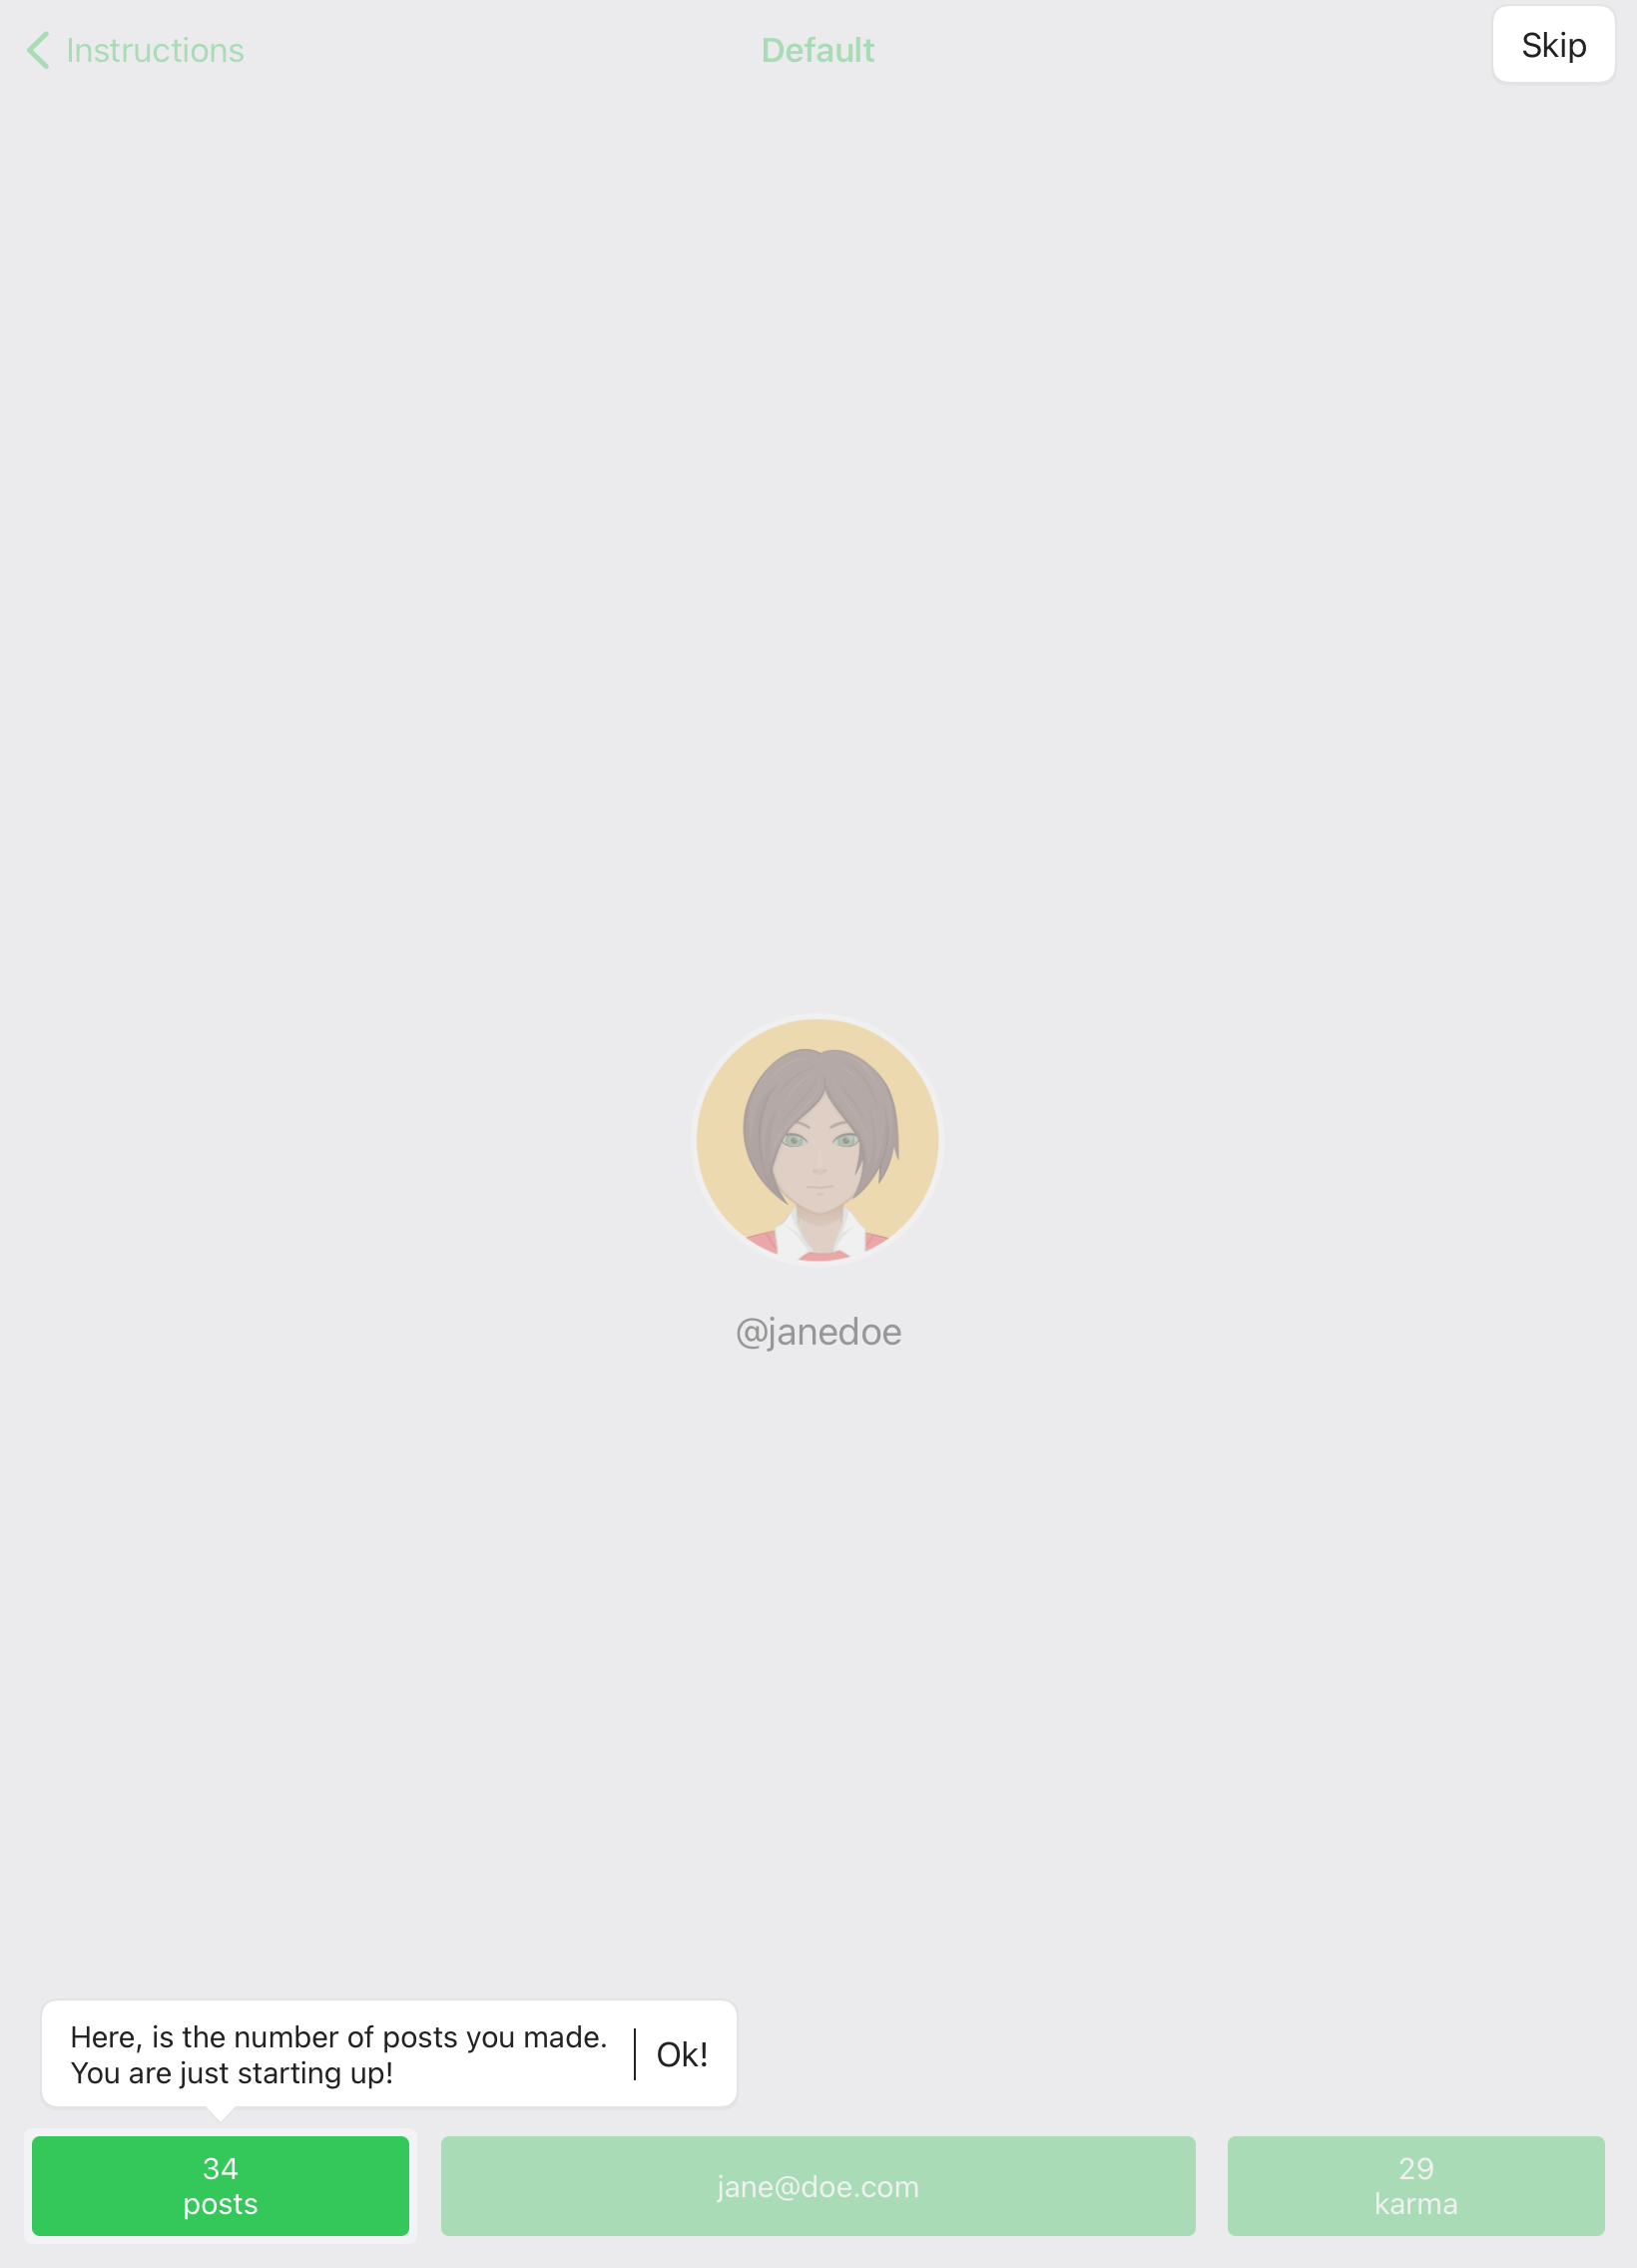 Instructions
Default
Skip
@janedoe
Here, is the number of posts you made.
You are just starting up!
Ok!
34
posts
jane@doe.com
29
karma